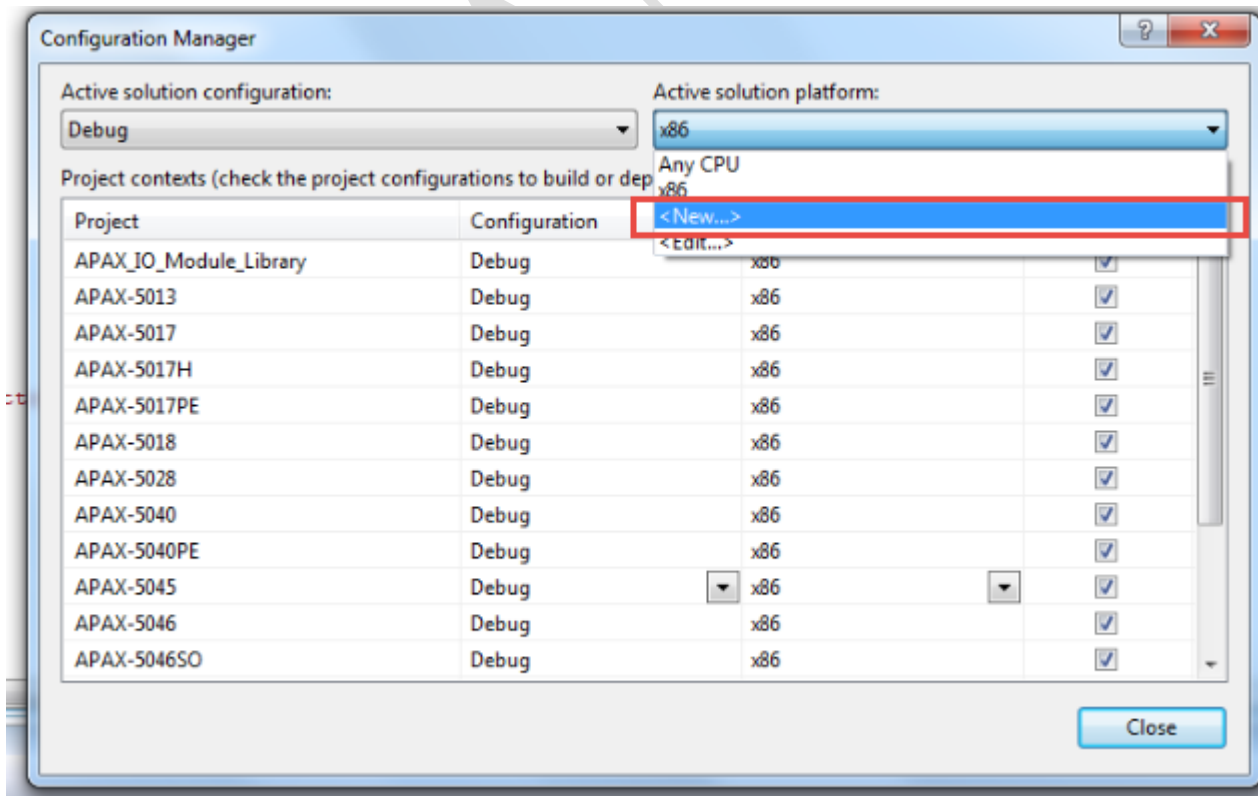 Configuration Manager
Active solution configuration: Active solution platform:
Debug x86
Any CPU
Project contexts (check the project configurations to build or dep
x86
Project Configuration <New...>
<Edit...>
APAX_IO_Module_Library Debug x86
APAX-5013 Debug x86
APAX-5017 Debug x86
APAX-5017H Debug x86
APAX-5017PE Debug x86
APAX-5018 Debug x86
APAX-5028 Debug x86
APAX-5040 Debug x86
APAX-5040PE Debug x86
APAX-5045 Debug x86
APAX-5046 Debug x86
APAX-5046SO Debug x86
Close